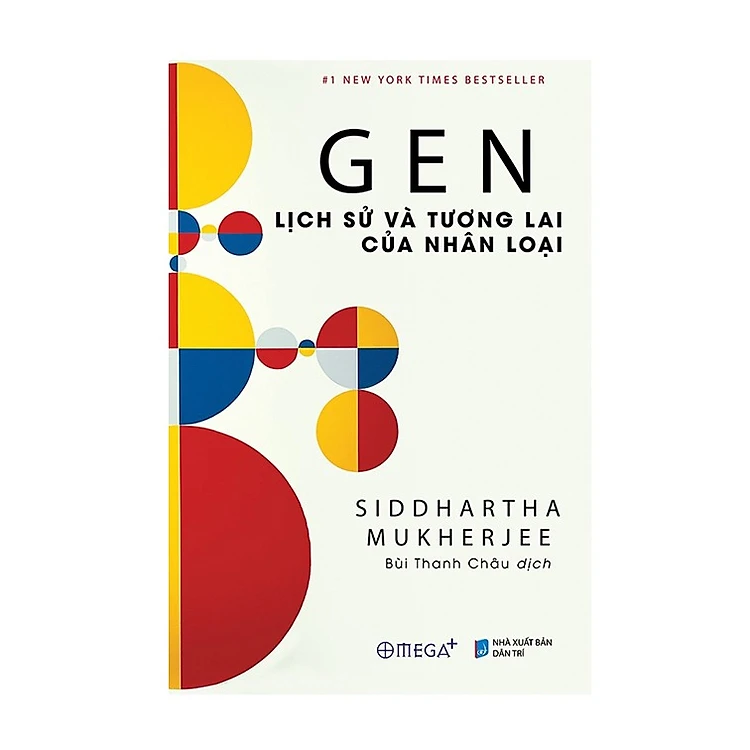 #1 NEW YORK TIMES BESTSELLER
GEN
LỊCH SỬ VÀ TƯƠNG LAI
CỦA NHÂN LOẠI
SIDDHARTHA
MUKHERJEE
Bùi Thanh Châu dịch
OMEGA+
NHÀ XUẤT BẢN
DÂN TRÍ